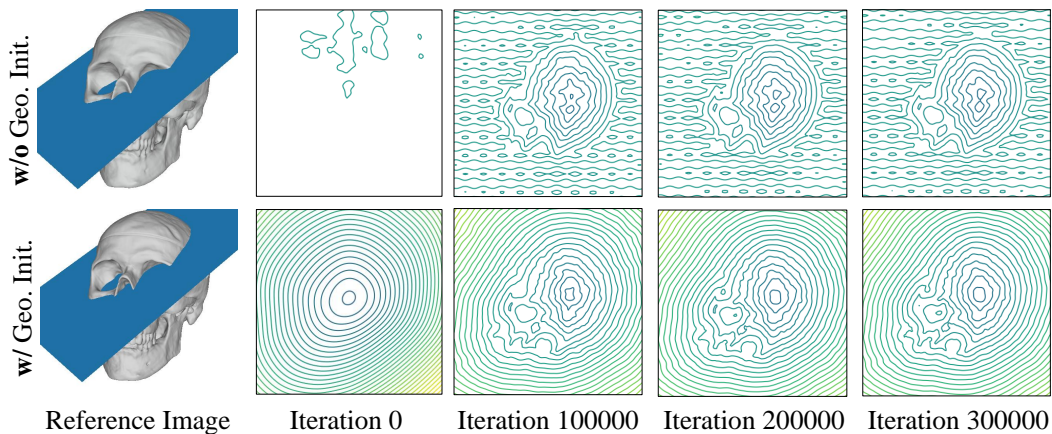 w/o Geo. Init.
w/ Geo. Init.
Reference Image
Iteration 0
Iteration 100000
Iteration 200000
Iteration 300000